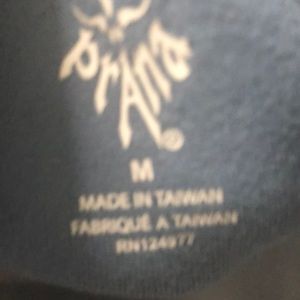 prAna®
M
MADE IN TAIWAN
FABRIQUÉ A TAIWAN
RN124977